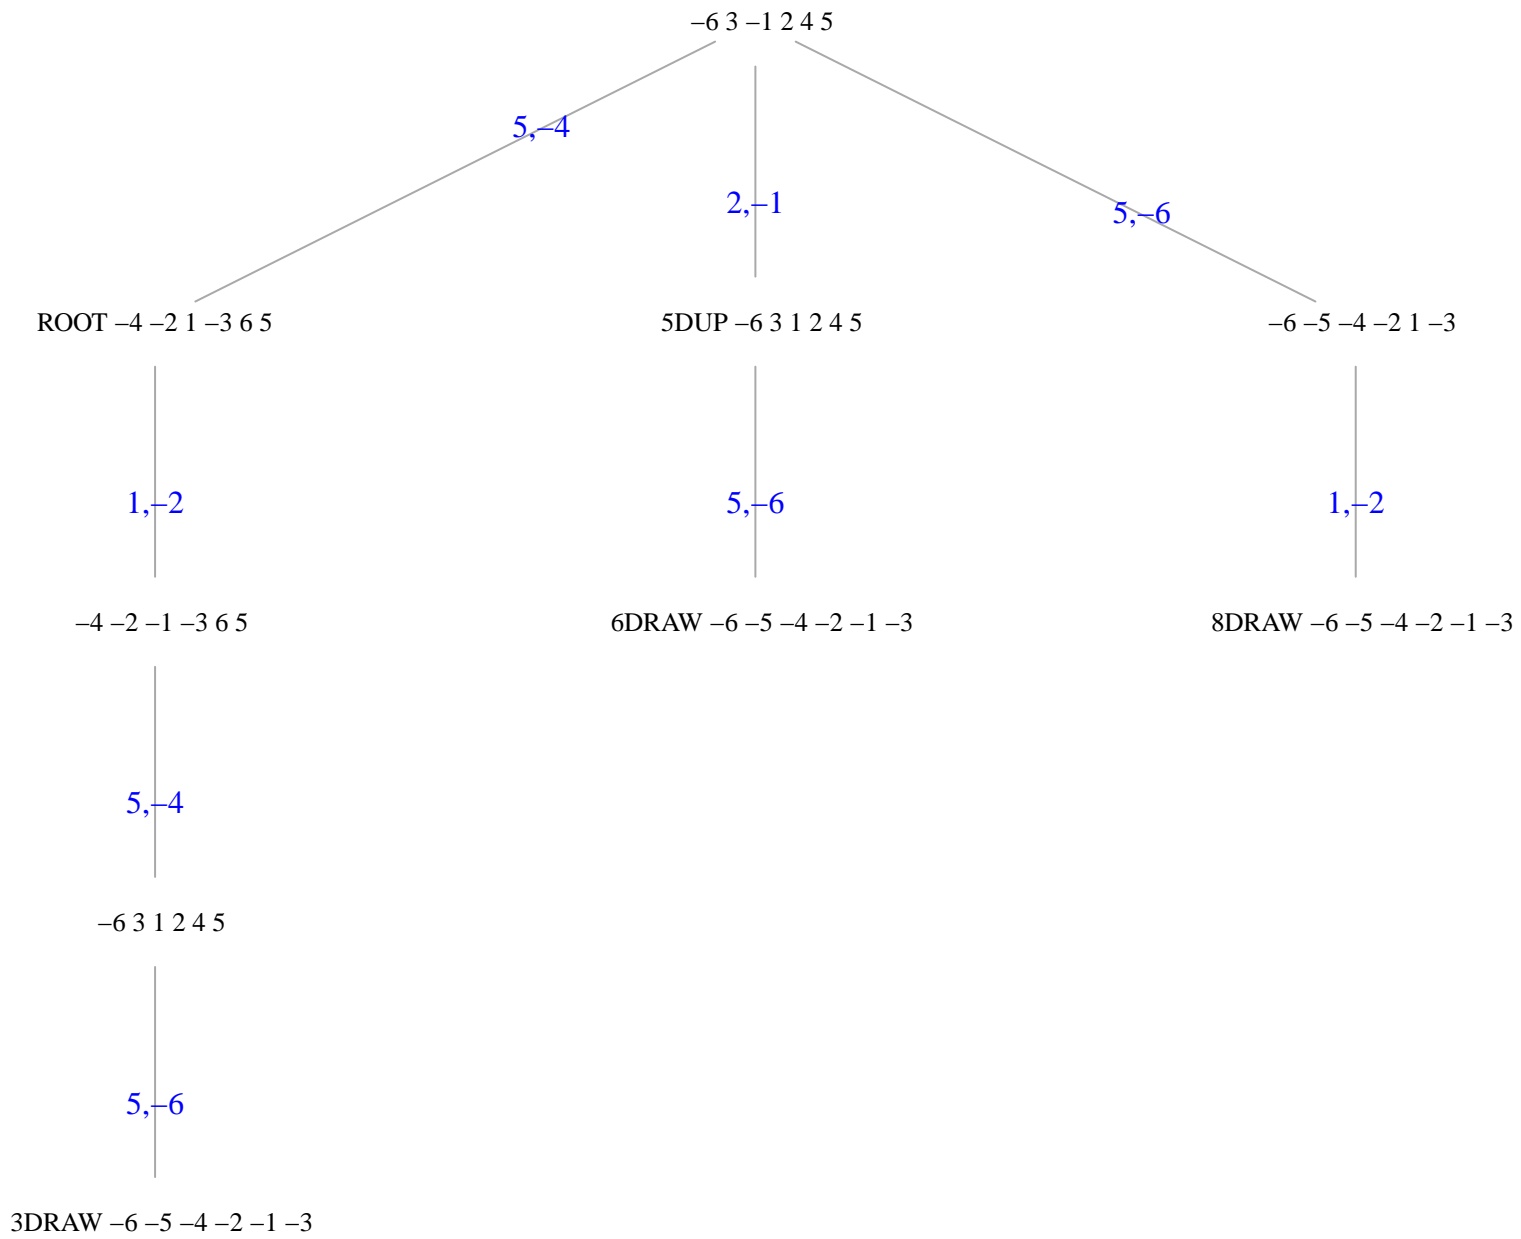 –6 3 –1 2 4 5
5,–4
2,–1
5,–6
ROOT –4 –2 1 –3 6 5
5DUP –6 3 1 2 4 5
–6 –5 –4 –2 1 –3
1,–2
5,–6
1,–2
–4 –2 –1 –3 6 5
6DRAW –6 –5 –4 –2 –1 –3
8DRAW –6 –5 –4 –2 –1 –3
5,–4
–6 3 1 2 4 5
5,–6
3DRAW –6 –5 –4 –2 –1 –3